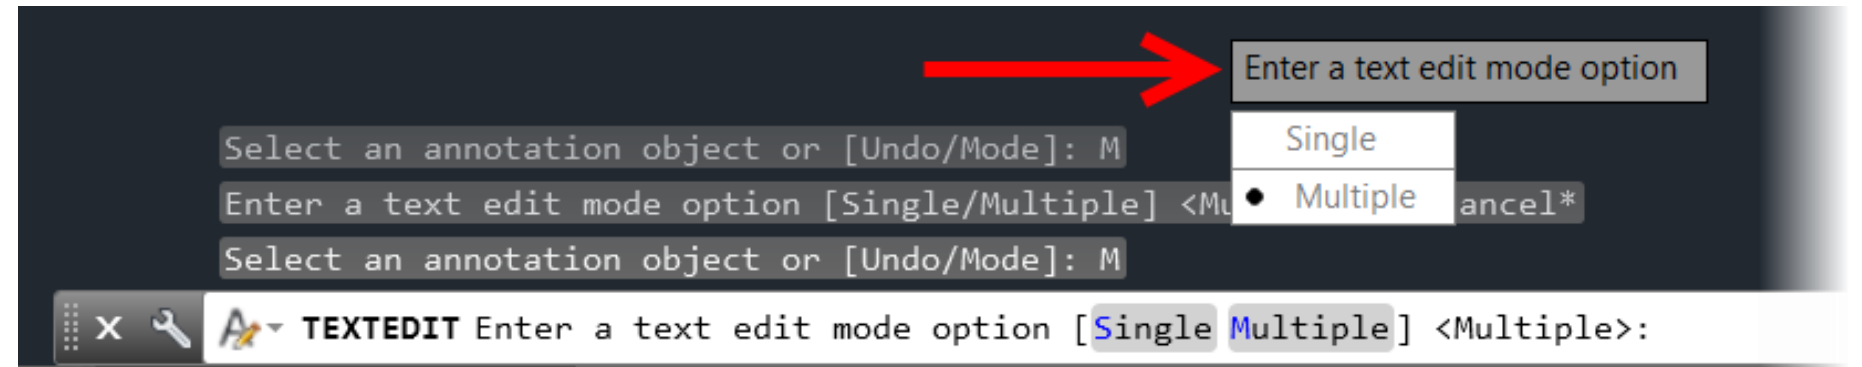 Enter a text edit mode option
Single
Multiple
Select an annotation object or [Undo/Mode]: M
Enter a text edit mode option [Single/Multiple] <Mu ancel*
Select an annotation object or [Undo/Mode]: M
TEXTEDIT Enter a text edit mode option [Single Multiple] <Multiple>: